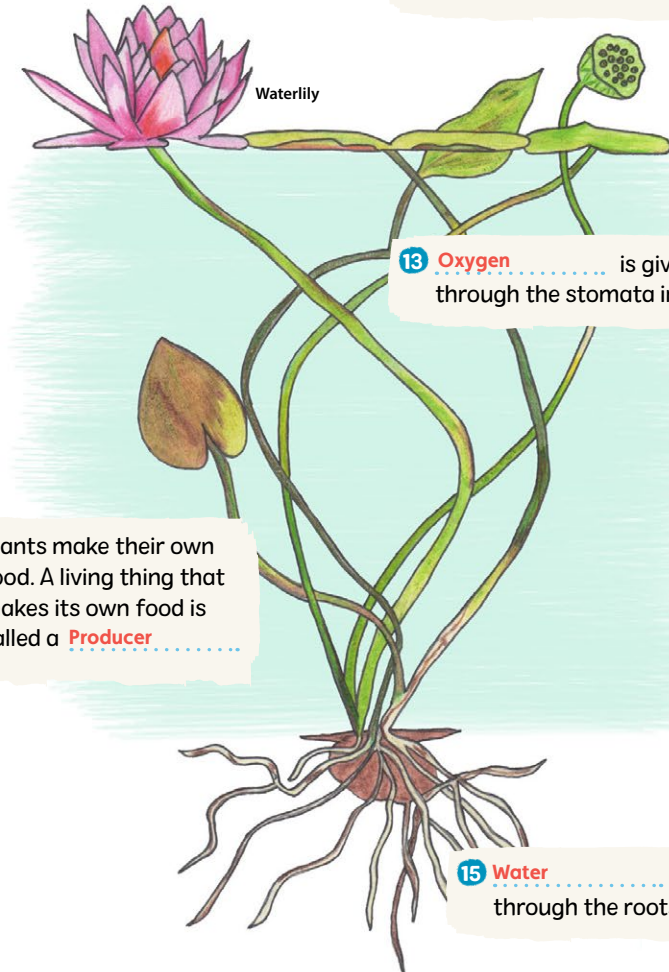 Waterlily
13 Oxygen is giv
through the stomata i
ants make their own
ood. A living thing that
akes its own food is
alled a Producer
15 Water
through the root